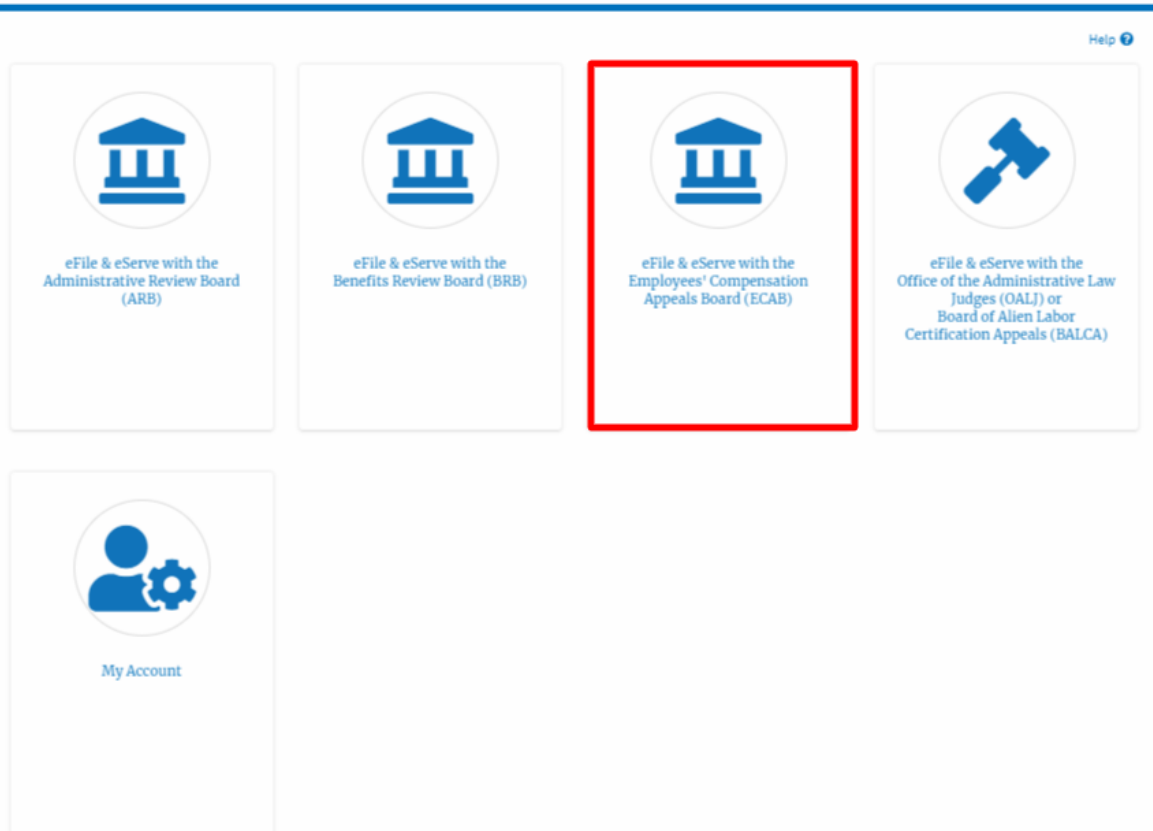 Help
eFile & eServe with the
Administrative Review Board
(ARB)
eFile & eServe with the
Benefits Review Board (BRB)
eFile & eServe with the
Employees' Compensation
Appeals Board (ECAB)
eFile & eServe with the
Office of the Administrative Law
Judges (OALJ) or
Board of Alien Labor
Certification Appeals (BALCA)
My Account